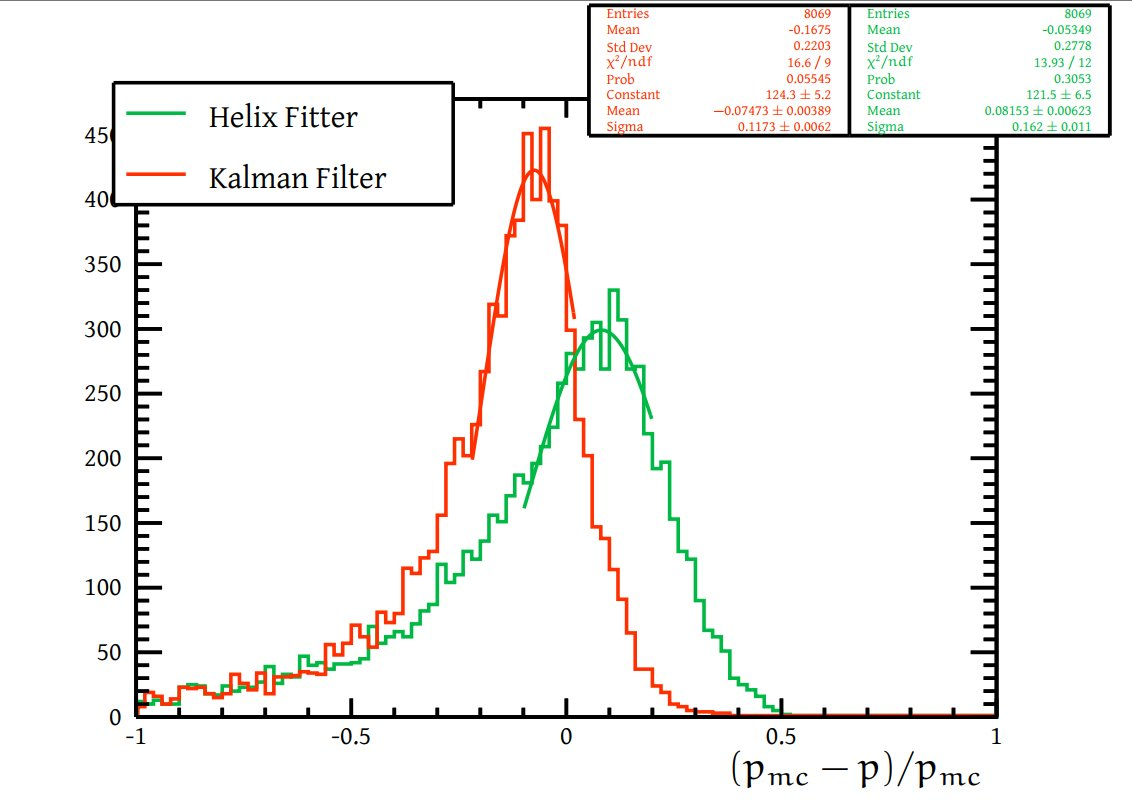 Entries 8069 Entries 8069
Mean -0.1675 Mean -0.05349
Std Dev 0.2203 Std Dev 0.2778
χ²/ndf 16.6 / 9 χ²/ndf 13.93 / 12
Prob 0.05545 Prob 0.3053
Constant 124.3 ± 5.2 Constant 121.5 ± 6.5
Mean −0.07473 ± 0.00389 Mean 0.08153 ± 0.00623
Sigma 0.1173 ± 0.0062 Sigma 0.162 ± 0.011
Helix Fitter
Kalman Filter
350
300
250
200
150
100
50
0
-1 -0.5 0 0.5 1
(p_mc − p)/p_mc